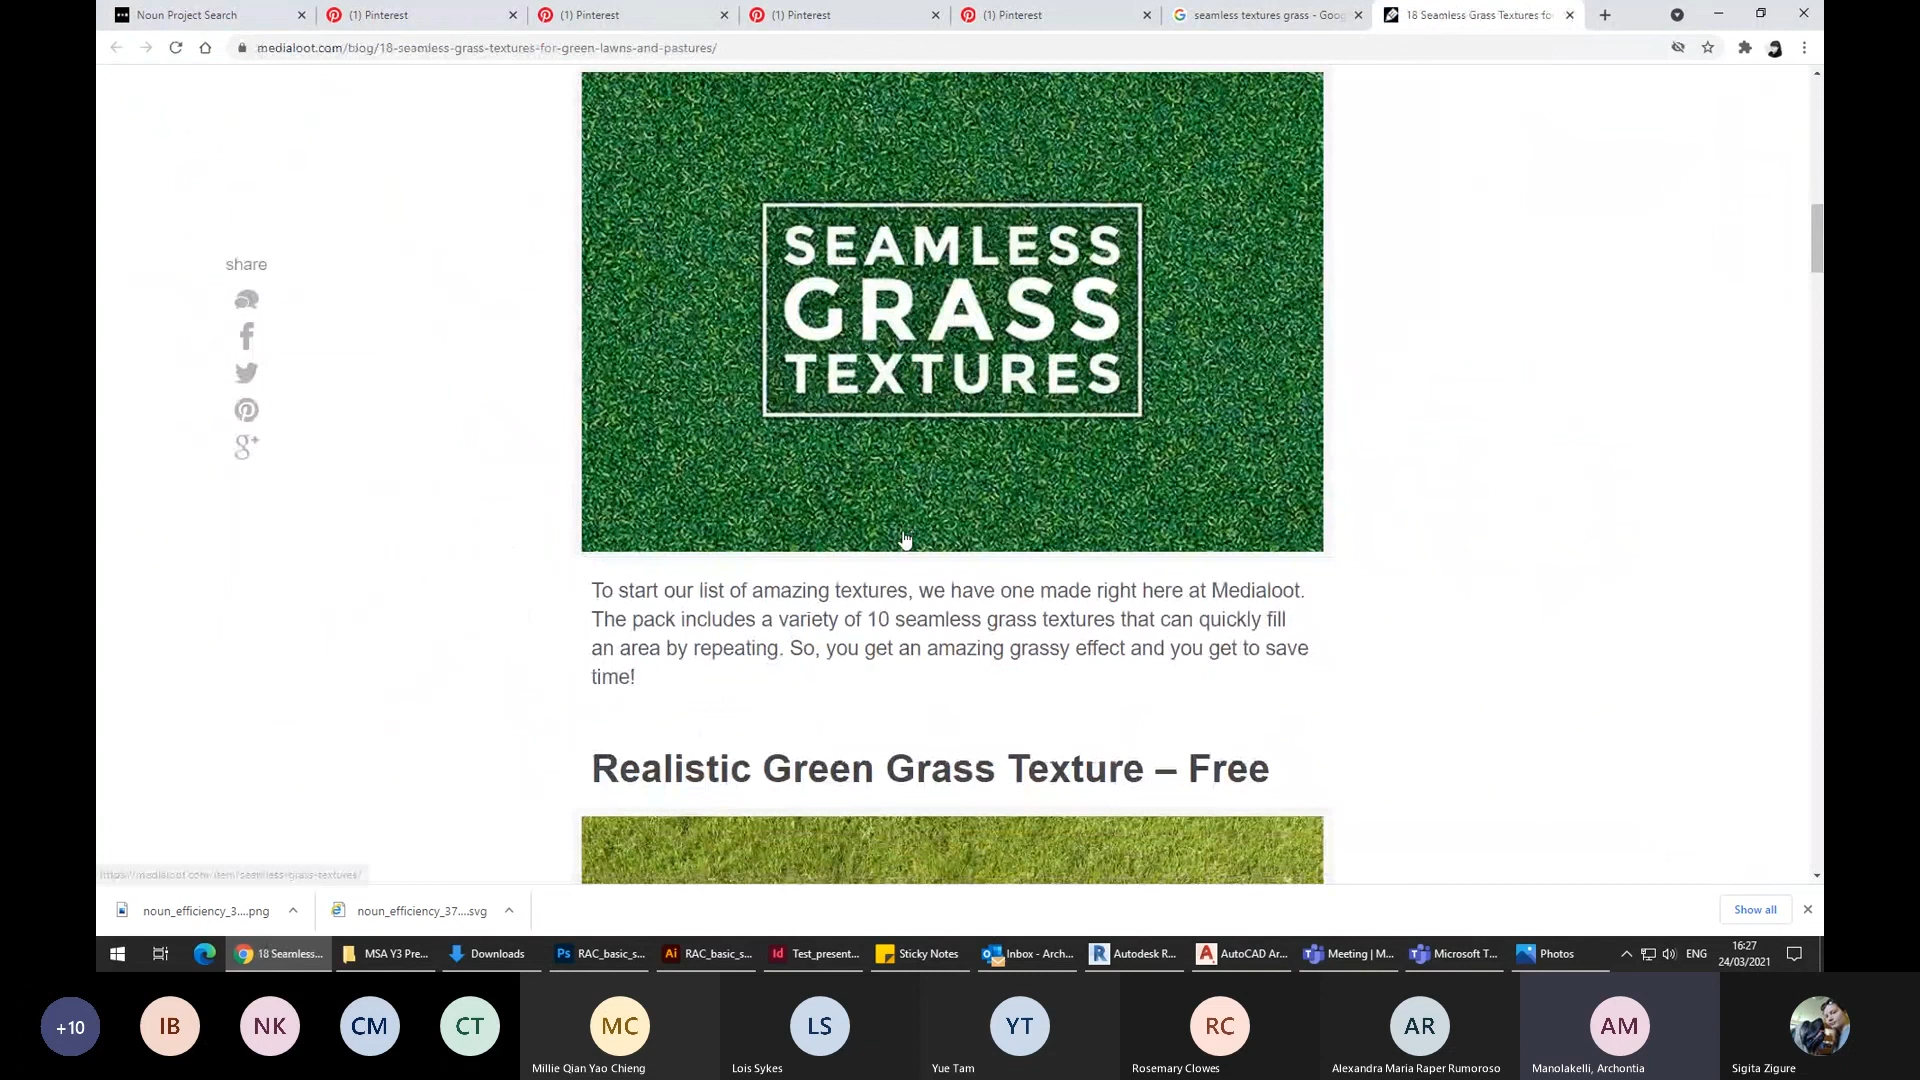 Noun Project Search
(1) Pinterest
(1) Pinterest
(1) Pinterest
(1) Pinterest
seamless textures grass - Goog
18 Seamless Grass Textures fo
medialoot.com/blog/18-seamless-grass-textures-for-green-lawns-and-pastures/
SEAMLESS
GRASS
TEXTURES
share
To start our list of amazing textures, we have one made right here at Medialoot.
The pack includes a variety of 10 seamless grass textures that can quickly fill
an area by repeating. So, you get an amazing grassy effect and you get to save
time!
Realistic Green Grass Texture – Free
https://medialoot.com/item/seamless-grass-textures/
noun_efficiency_3....png
noun_efficiency_37....svg
Show all
18 Seamless...
MSA Y3 Pre...
Downloads
RAC_basic_s...
RAC_basic_s...
Test_present...
Sticky Notes
Inbox - Arch...
Autodesk R...
AutoCAD Ar...
Meeting | M...
Microsoft T...
Photos
ENG
16:27
24/03/2021
+10
IB
NK
CM
CT
MC
LS
YT
RC
AR
AM
Millie Qian Yao Chieng
Lois Sykes
Yue Tam
Rosemary Clowes
Alexandra Maria Raper Rumoroso
Manolakelli, Archontia
Sigita Zigure